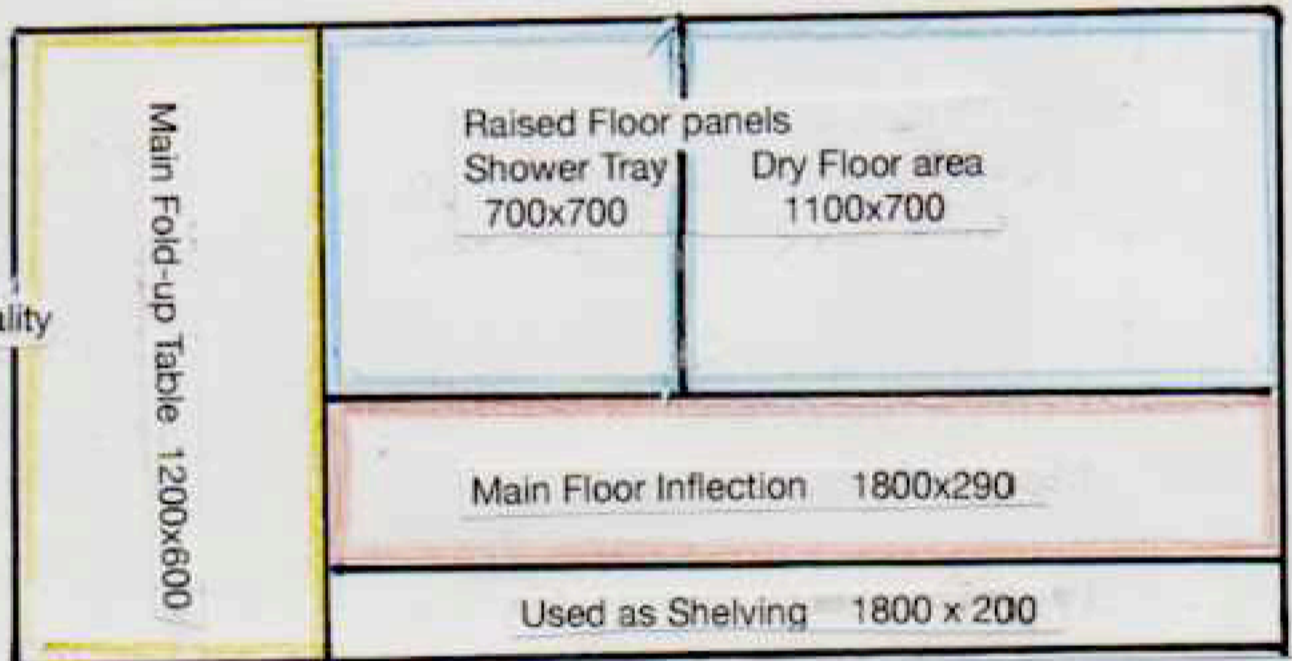 Main Fold-up Table 1200x600
Raised Floor panels
Shower Tray
700x700
Dry Floor area
1100x700
Main Floor Inflection 1800x290
Used as Shelving 1800 x 200